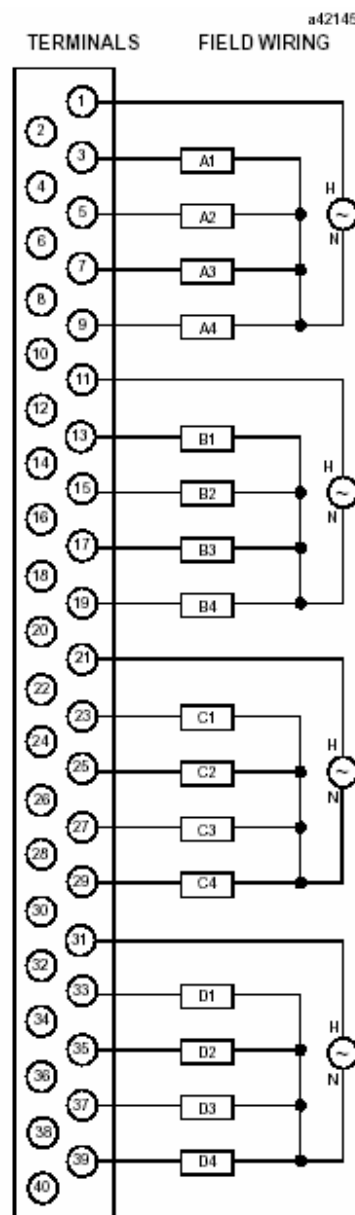 a42145
TERMINALS FIELD WIRING
1
2
3 A1
4
H
5 A2
N
6
7 A3
8
9 A4
10
11
12
13 B1
14
H
15 B2
N
16
17 B3
18
19 B4
20
21
22
23 C1
24
H
25 C2
N
26
27 C3
28
29 C4
30
31
32
33 D1
34
H
35 D2
N
36
37 D3
38
39 D4
40